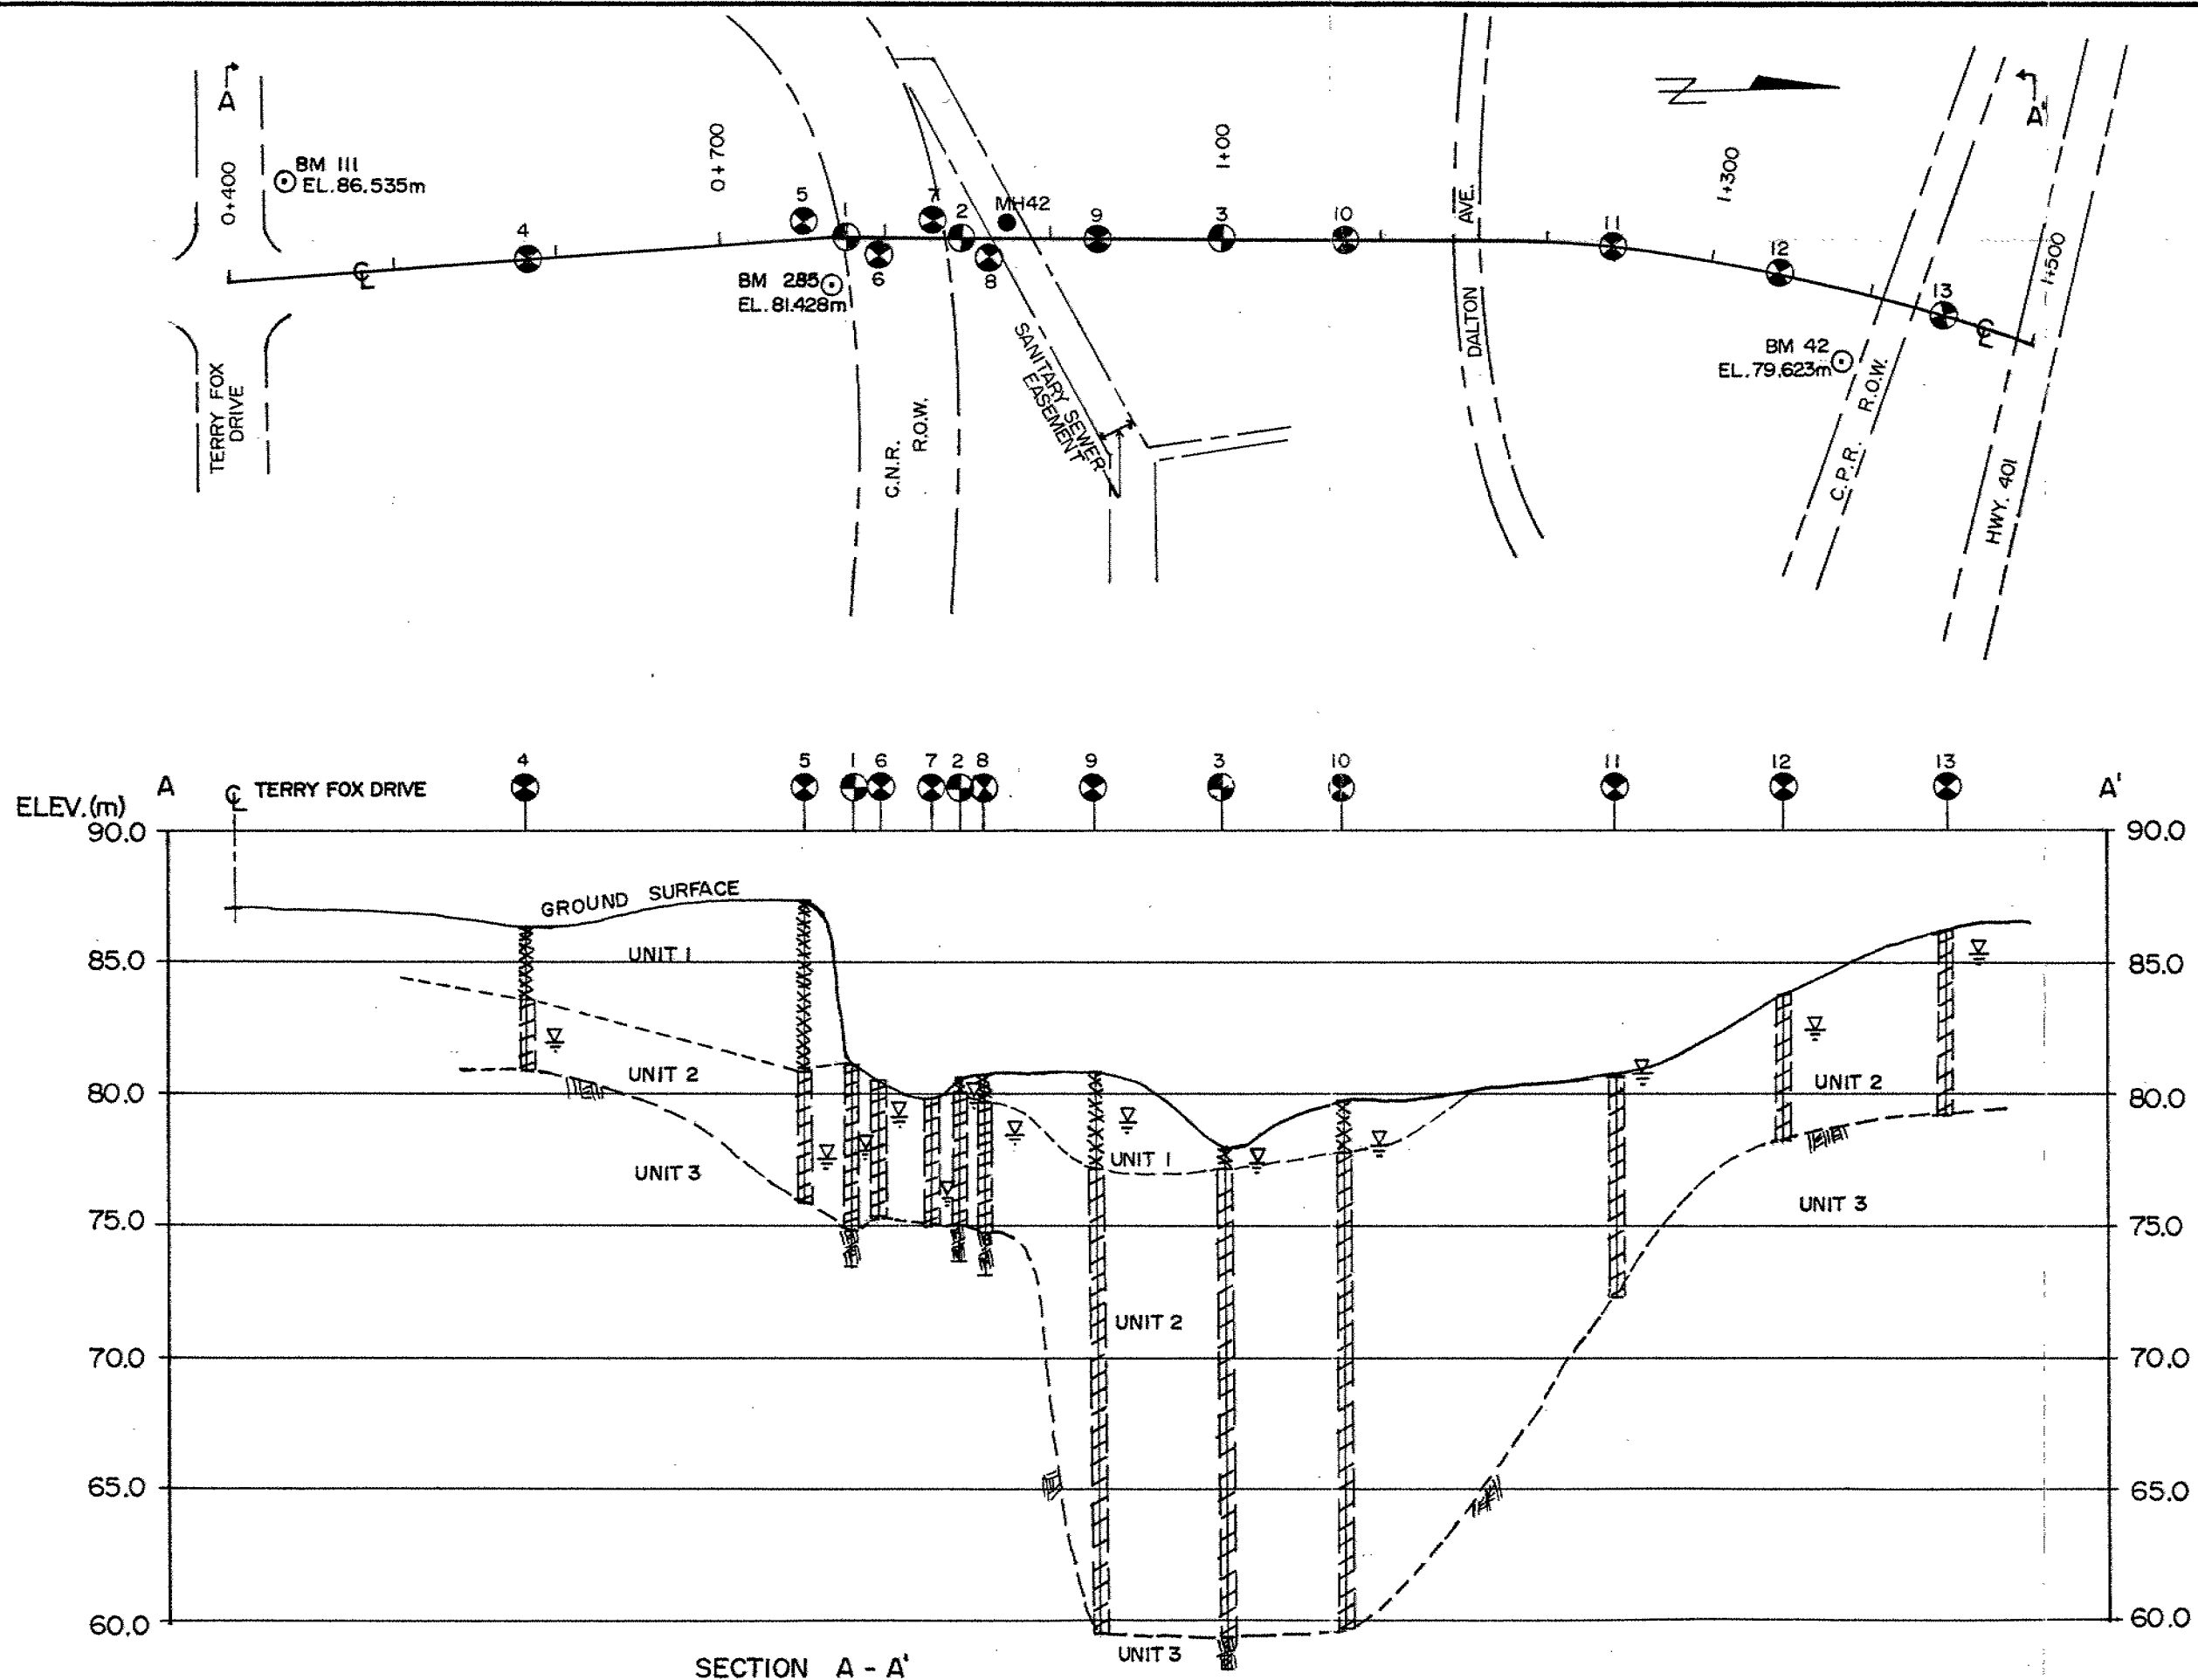 A
A'
0+400
BM 111
EL.86.535m
0+700
1+00
1+300
1+500
4
5
1
6
7
2
8
MH42
9
3
10
11
12
13
℄
℄
BM 285
EL.81.428m
BM 42
EL.79.623m
TERRY FOX
DRIVE
C.N.R. R.O.W.
SANITARY SEWER
EASEMENT
DALTON AVE.
C.P.R. R.O.W.
HWY. 401
4 5 1 6 7 2 8 9 3 10 11 12 13
A ℄ TERRY FOX DRIVE A'
ELEV.(m)
90.0 90.0
GROUND SURFACE
UNIT 1
85.0 85.0
UNIT 2 UNIT 2
80.0 80.0
UNIT 1
UNIT 3 UNIT 3
75.0 75.0
UNIT 2
70.0 70.0
65.0 65.0
60.0 60.0
UNIT 3
SECTION A - A'